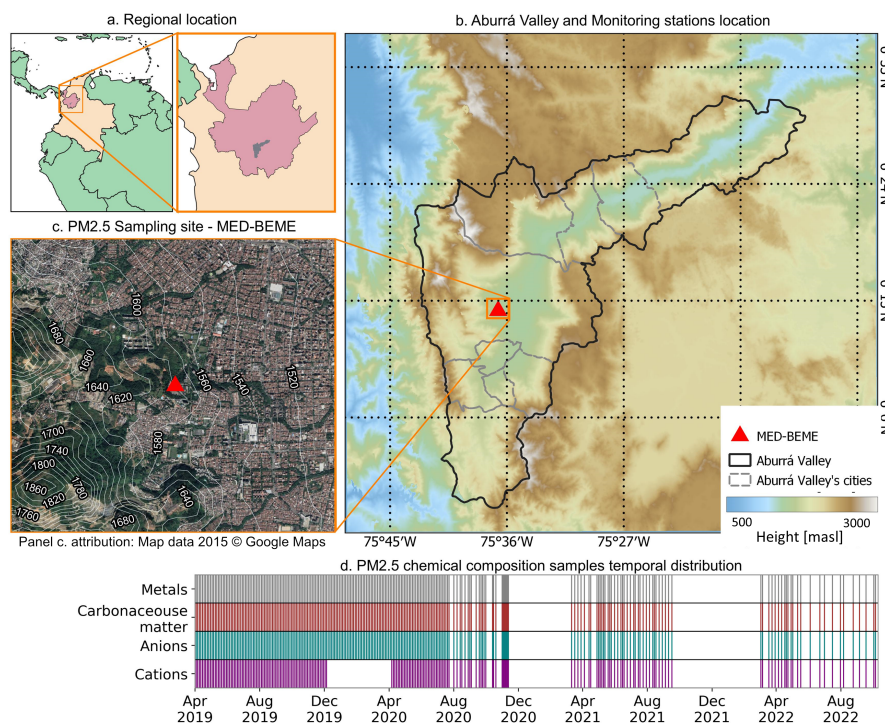 a. Regional location
b. Aburrá Valley and Monitoring stations location
c. PM2.5 Sampling site - MED-BEME
1600
1680
1660
1640
1620
1560
1540
1520
1580
1700
1740
1800
1860
1820
1780
1760
1680
1640
Panel c. attribution: Map data 2015 © Google Maps
75°45'W
75°36'W
75°27'W
MED-BEME
Aburrá Valley
Aburrá Valley's cities
500
3000
Height [masl]
d. PM2.5 chemical composition samples temporal distribution
Metals
Carbonaceouse
matter
Anions
Cations
Apr
2019
Aug
2019
Dec
2019
Apr
2020
Aug
2020
Dec
2020
Apr
2021
Aug
2021
Dec
2021
Apr
2022
Aug
2022